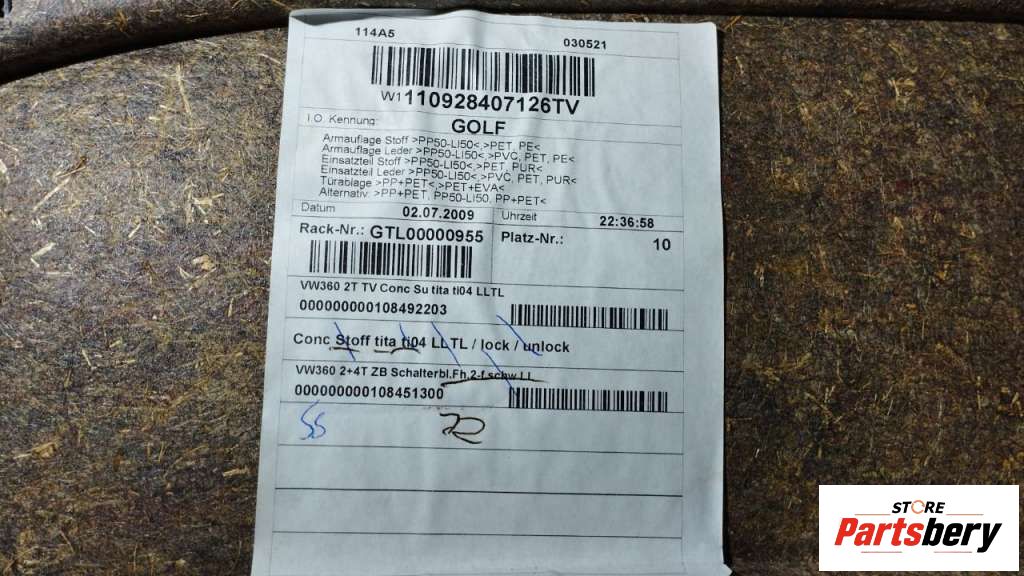 114A5
030521
W1110928407126TV
I.O. Kennung:
GOLF
Armauflage Stoff >PP50-LI50<,>PET, PE<
Armauflage Leder >PP50-LI50<,>PVC, PET, PE<
Einsatzteil Stoff >PP50-LI50<,>PET, PUR<
Einsatzteil Leder >PP50-LI50<,>PVC, PET, PUR<
Türablage >PP+PET<,>PET+EVA<
Alternativ: >PP+PET, PP50-LI50, PP+PET<
Datum 02.07.2009 Uhrzeit 22:36:58
Rack-Nr.: GTL00000955 Platz-Nr.: 10
VW360 2T TV Conc Su tita ti04 LLTL
000000000108492203
Conc Stoff tita ti04 LLTL / lock / unlock
VW360 2+4T ZB Schalterbl.Fh,2-f.schw.LL
000000000108451300
STORE
Partsbery